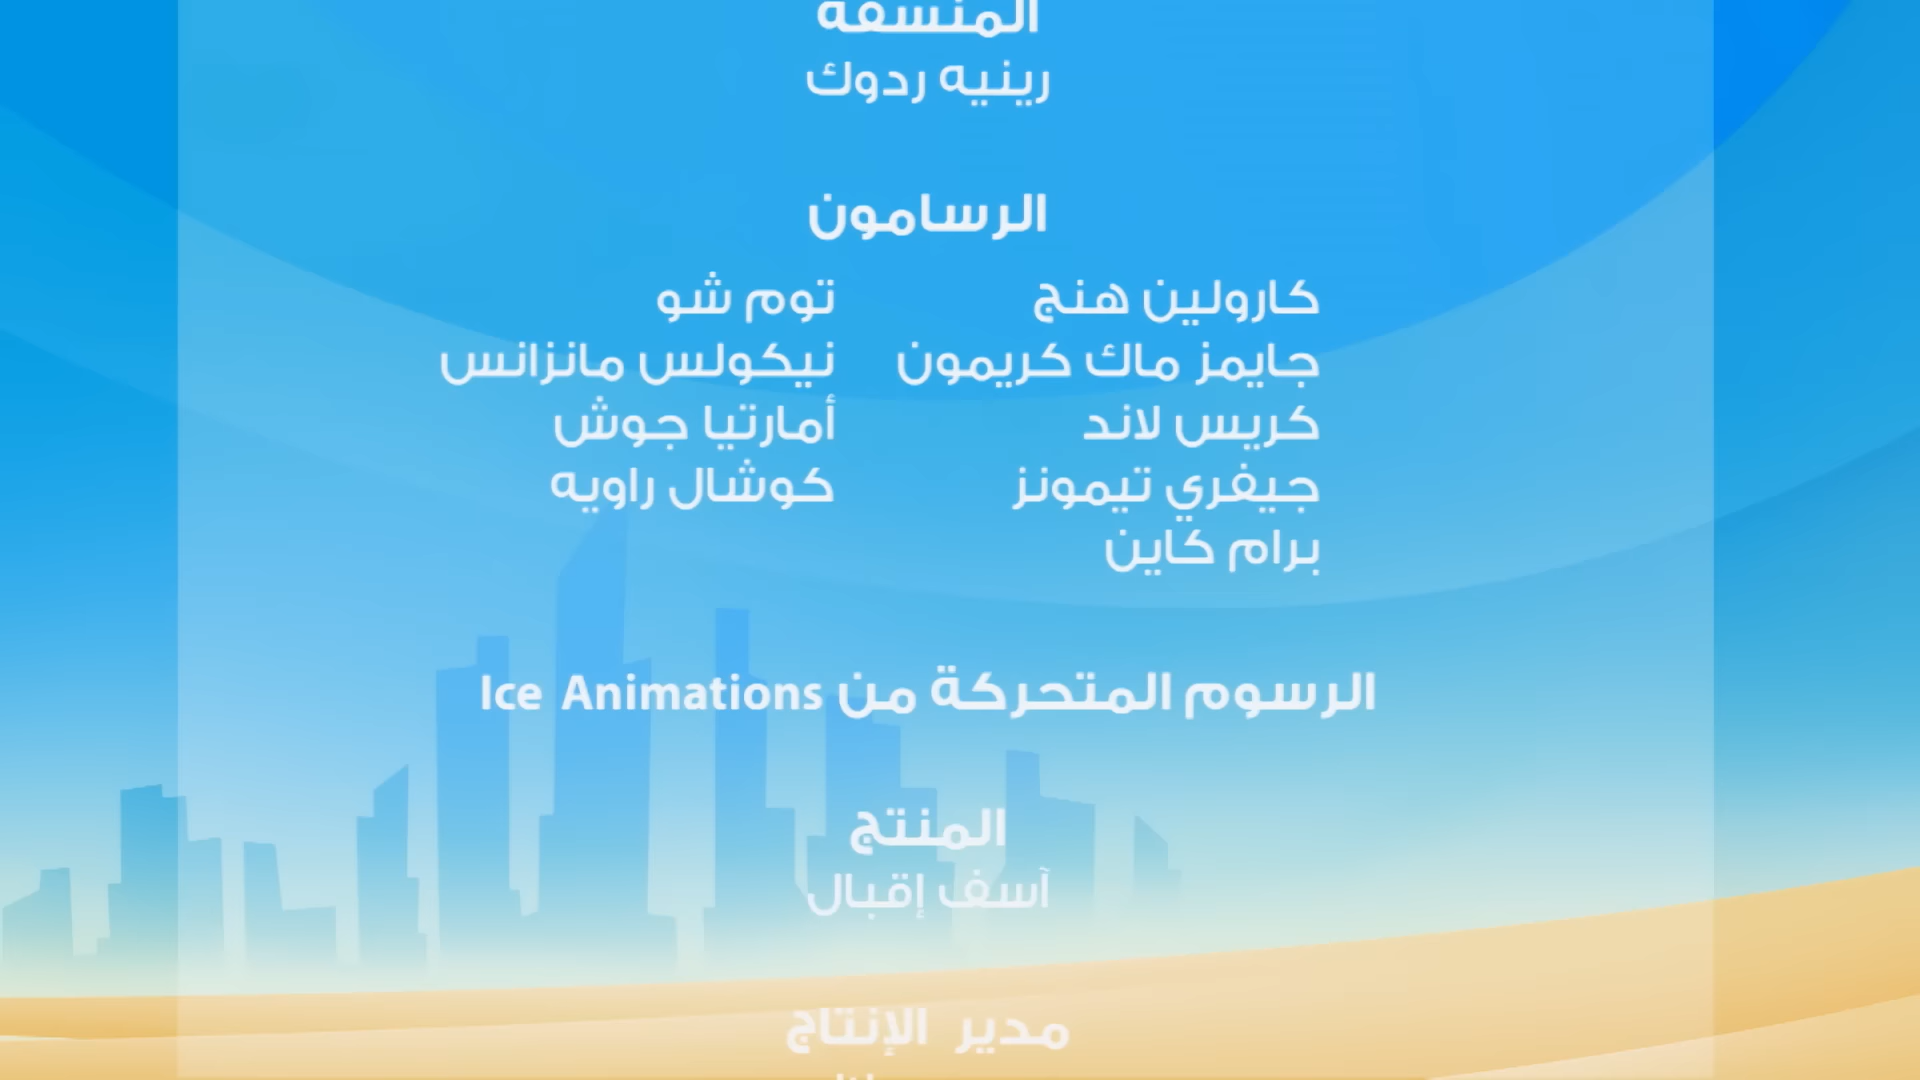 المنسقة
رينيه ردوك
الرسامون
كارولين هنج توم شو
جايمز ماك كريمون نيكولس مانزانس
كريس لاند أمارتيا جوش
جيفري تيمونز كوشال راويه
برام كاين
الرسوم المتحركة من Ice Animations
المنتج
آسف إقبال
مدير الإنتاج